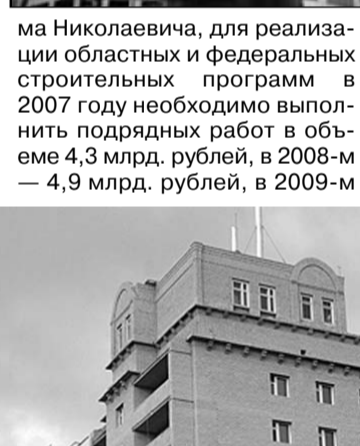 ма Николаевича, для реализа-
ции областных и федеральных
строительных программ в
2007 году необходимо выпол-
нить подрядных работ в объ-
еме 4,3 млрд. рублей, в 2008-м
— 4,9 млрд. рублей, в 2009-м